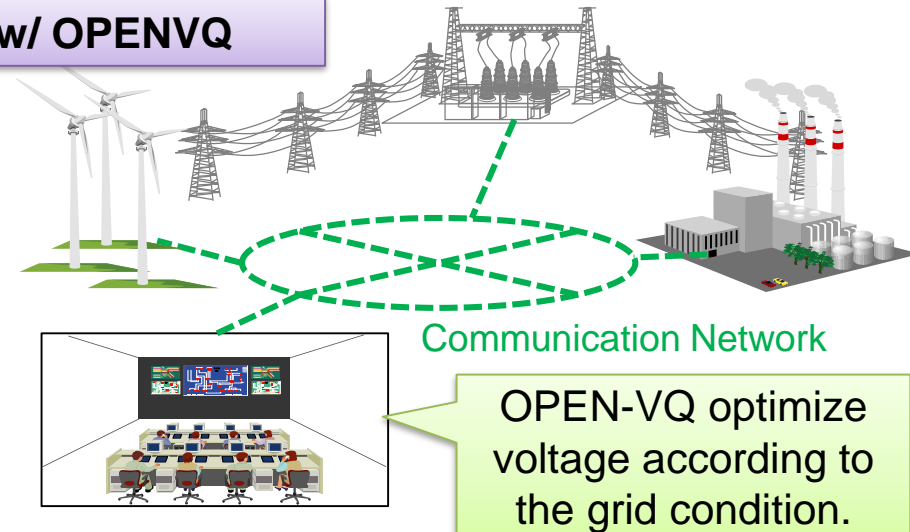 w/ OPENVQ
Communication Network
OPEN-VQ optimize
voltage according to
the grid condition.